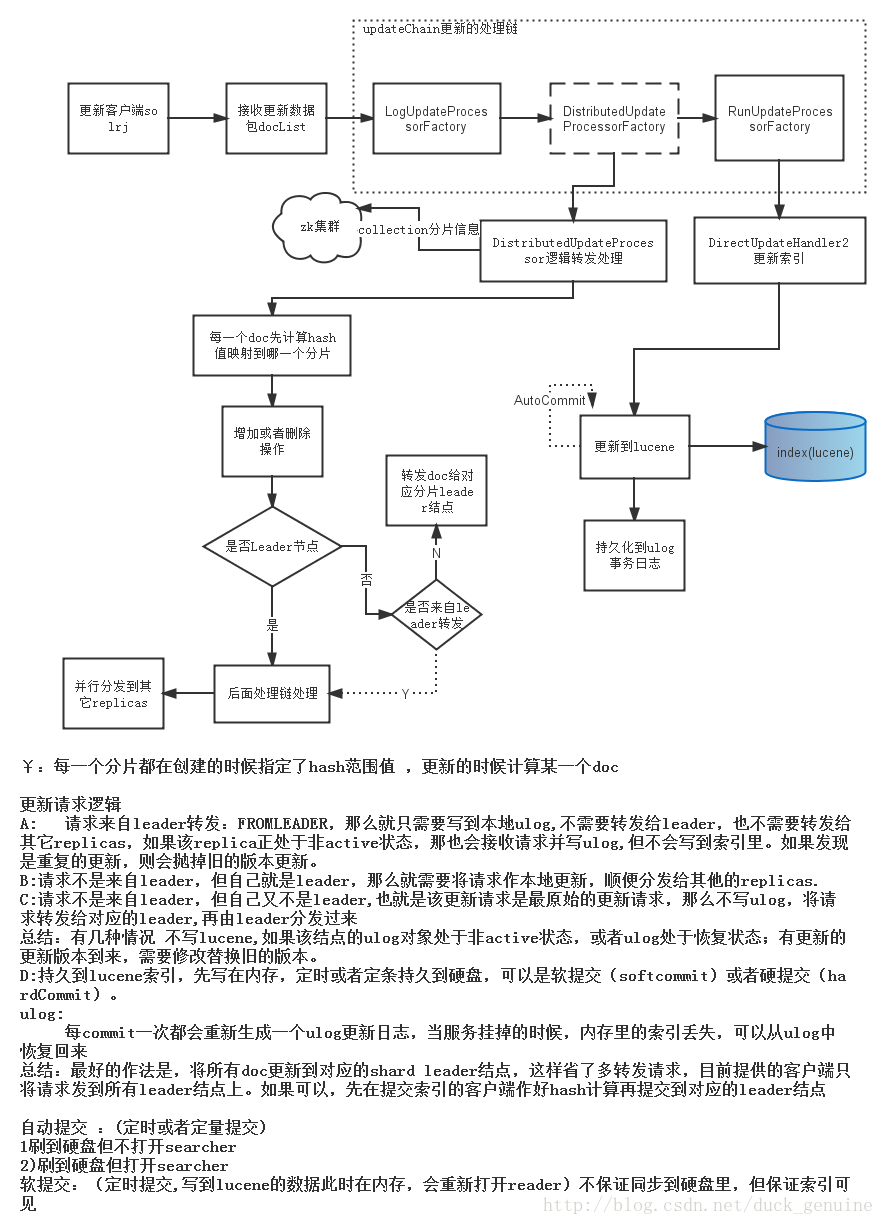 updateChain更新的处理链
更新客户端so
lrj
接收更新数据
包docList
LogUpdateProces
sorFactory
DistributedUpdate
ProcessorFactory
RunUpdateProces
sorFactory
zk集群
collection分片信息
DistributedUpdateProces
sor逻辑转发处理
DirectUpdateHandler2
更新索引
每一个doc先计算hash
值映射到哪一个分片
AutoCommit
增加或者删除
操作
更新到lucene
index(lucene)
转发doc给对
应分片leade
r结点
是否Leader节点
N
持久化到ulog
事务日志
否
是否来自le
ader转发
是
并行分发到其
它replicas
后面处理链处理
Y
￥：每一个分片都在创建的时候指定了hash范围值 ，更新的时候计算某一个doc
更新请求逻辑
A:   请求来自leader转发：FROMLEADER，那么就只需要写到本地ulog,不需要转发给leader，也不需要转发给
其它replicas，如果该replica正处于非active状态，那也会接收请求并写ulog,但不会写到索引里。如果发现
是重复的更新，则会抛掉旧的版本更新。
B:请求不是来自leader，但自己就是leader，那么就需要将请求作本地更新，顺便分发给其他的replicas.
C:请求不是来自leader，但自己又不是leader,也就是该更新请求是最原始的更新请求，那么不写ulog，将请
求转发给对应的leader,再由leader分发过来
总结：有几种情况 不写lucene,如果该结点的ulog对象处于非active状态，或者ulog处于恢复状态；有更新的
更新版本到来，需要修改替换旧的版本。
D:持久到lucene索引，先写在内存，定时或者定条持久到硬盘，可以是软提交（softcommit）或者硬提交（ha
rdCommit）。
ulog:
每commit一次都会重新生成一个ulog更新日志，当服务挂掉的时候，内存里的索引丢失，可以从ulog中
恢复回来
总结：最好的作法是，将所有doc更新到对应的shard leader结点，这样省了多转发请求，目前提供的客户端只
将请求发到所有leader结点上。如果可以，先在提交索引的客户端作好hash计算再提交到对应的leader结点
自动提交 ：(定时或者定量提交)
1刷到硬盘但不打开searcher
2)刷到硬盘但打开searcher
软提交：（定时提交,写到lucene的数据此时在内存，会重新打开reader）不保证同步到硬盘里，但保证索引可
见
http://blog.csdn.net/duck_genuine